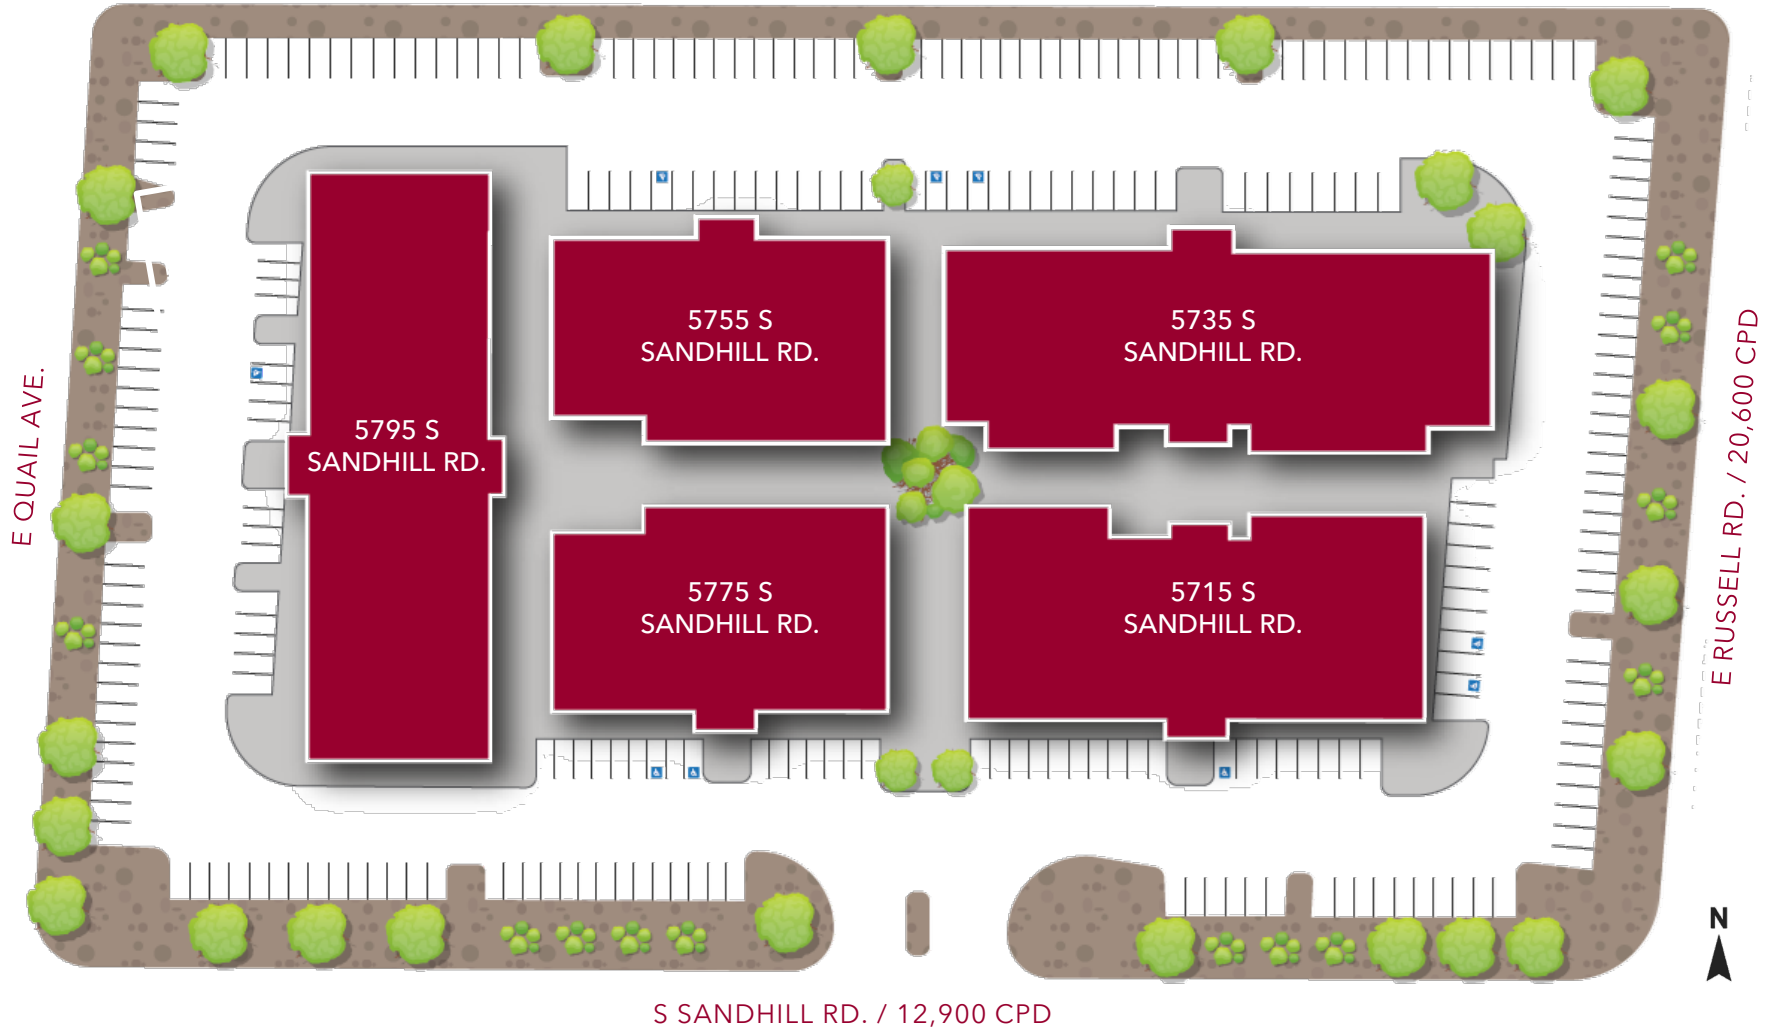 5755 S
SANDHILL RD.
5735 S
SANDHILL RD.
5795 S
SANDHILL RD.
5775 S
SANDHILL RD.
5715 S
SANDHILL RD.
E QUAIL AVE.
E RUSSELL RD. / 20,600 CPD
N
S SANDHILL RD. / 12,900 CPD